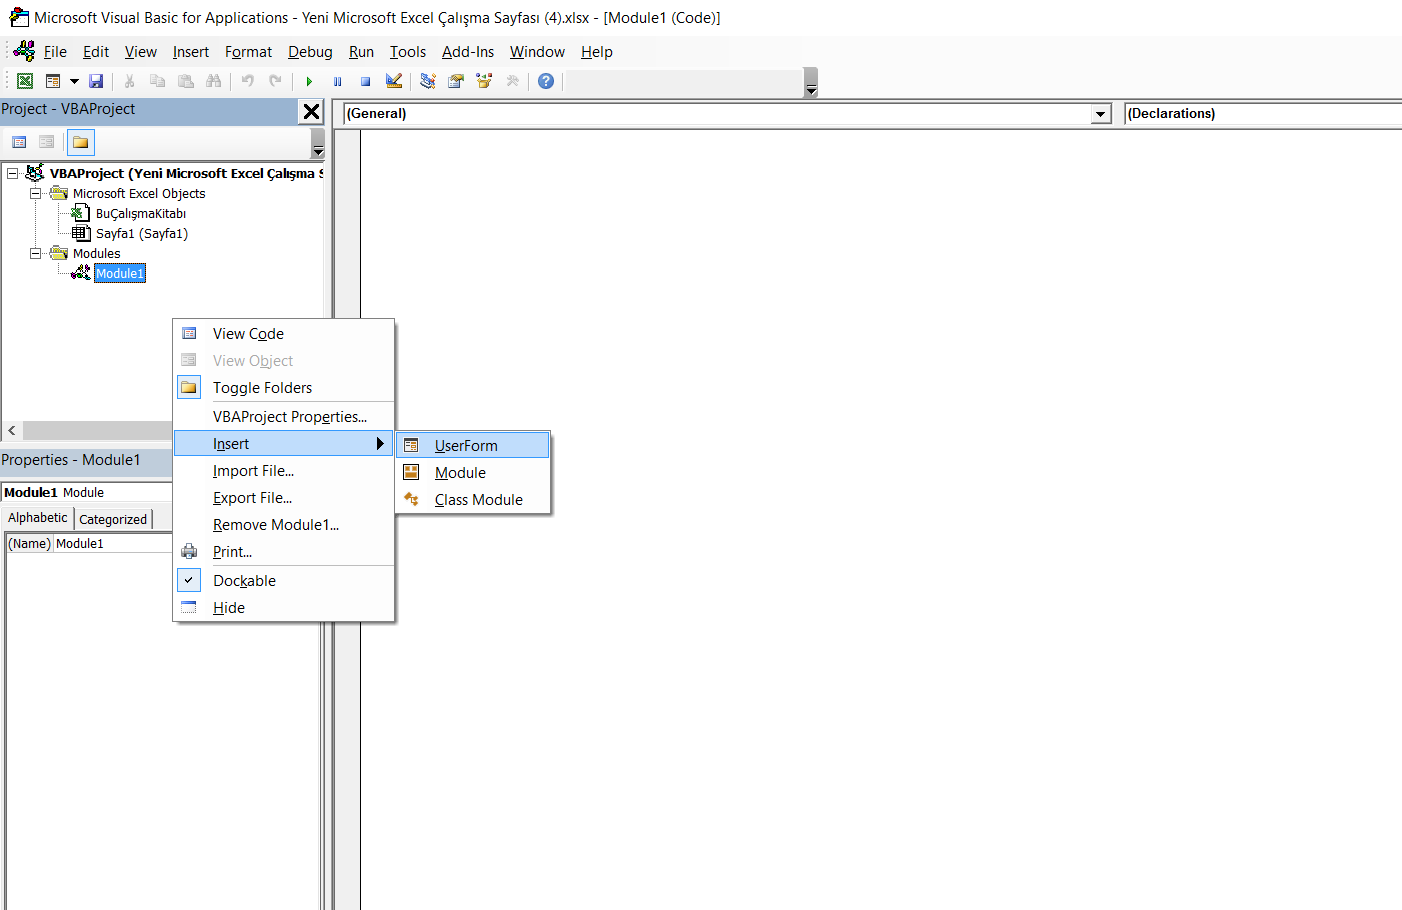 Microsoft Visual Basic for Applications - Yeni Microsoft Excel Çalışma Sayfası (4).xlsx - [Module1 (Code)]
File Edit View Insert Format Debug Run Tools Add-Ins Window Help
Project - VBAProject
(General) (Declarations)
VBAProject (Yeni Microsoft Excel Çalışma S
Microsoft Excel Objects
BuÇalışmaKitabı
Sayfa1 (Sayfa1)
Modules
Module1
View Code
View Object
Toggle Folders
VBAProject Properties...
Insert
Import File...
Export File...
Remove Module1...
Print...
Dockable
Hide
UserForm
Module
Class Module
Properties - Module1
Module1 Module
Alphabetic Categorized
(Name) Module1